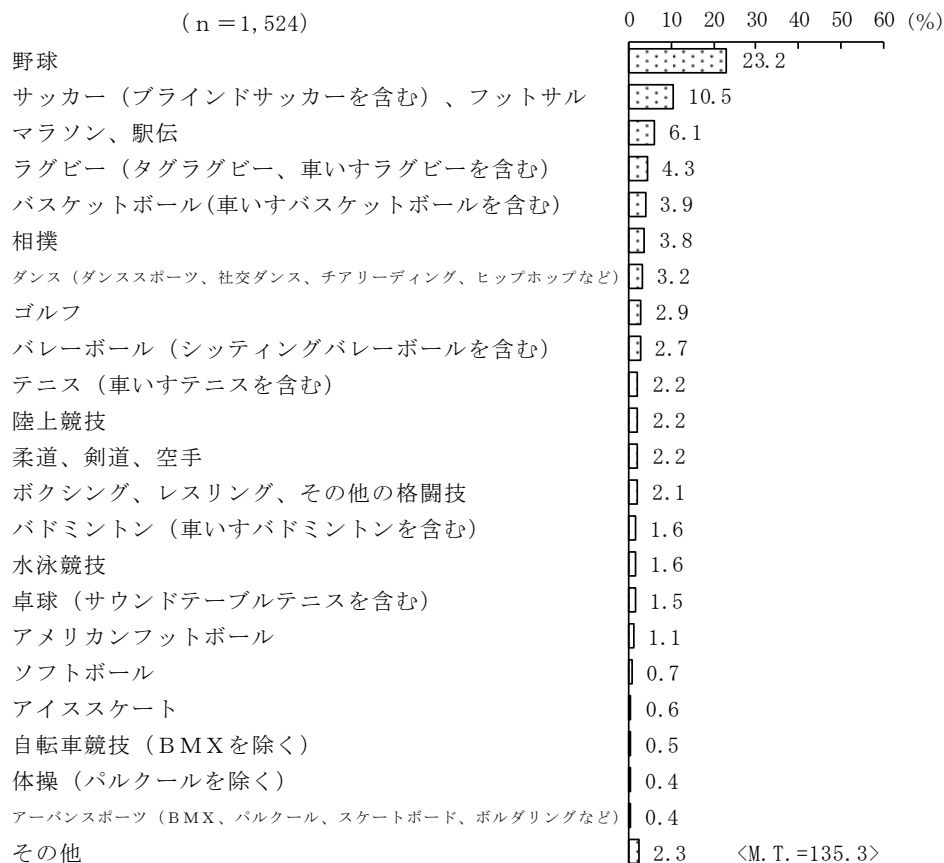 (n=1,524)
0 10 20 30 40 50 60 (%)
野球 23.2
サッカー（ブラインドサッカーを含む）、フットサル 10.5
マラソン、駅伝 6.1
ラグビー（タグラグビー、車いすラグビーを含む） 4.3
バスケットボール(車いすバスケットボールを含む) 3.9
相撲 3.8
ダンス（ダンススポーツ、社交ダンス、チアリーディング、ヒップホップなど） 3.2
ゴルフ 2.9
バレーボール（シッティングバレーボールを含む） 2.7
テニス（車いすテニスを含む） 2.2
陸上競技 2.2
柔道、剣道、空手 2.2
ボクシング、レスリング、その他の格闘技 2.1
バドミントン（車いすバドミントンを含む） 1.6
水泳競技 1.6
卓球（サウンドテーブルテニスを含む） 1.5
アメリカンフットボール 1.1
ソフトボール 0.7
アイススケート 0.6
自転車競技（ＢＭＸを除く） 0.5
体操（パルクールを除く） 0.4
アーバンスポーツ（ＢＭＸ、パルクール、スケートボード、ボルダリングなど） 0.4
その他 2.3 <M.T.=135.3>